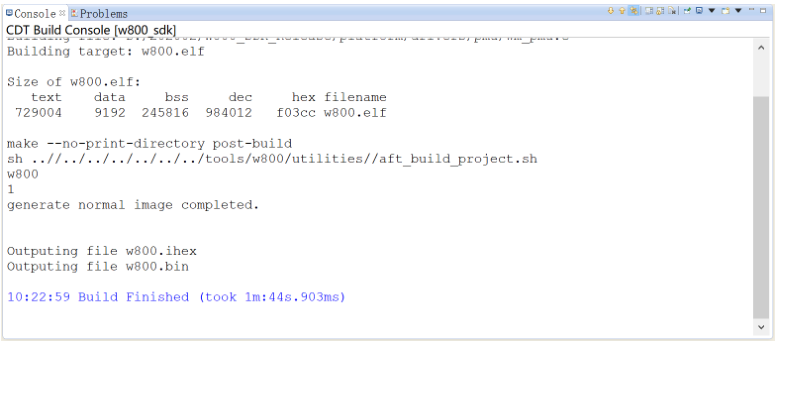 Console Problems
CDT Build Console [w800_sdk]
Building target: w800.elf
Size of w800.elf:
text data bss dec hex filename
729004 9192 245816 984012 f03cc w800.elf
make --no-print-directory post-build
sh ..//../../../../../../tools/w800/utilities//aft_build_project.sh
w800
1
generate normal image completed.
Outputing file w800.ihex
Outputing file w800.bin
10:22:59 Build Finished (took 1m:44s.903ms)